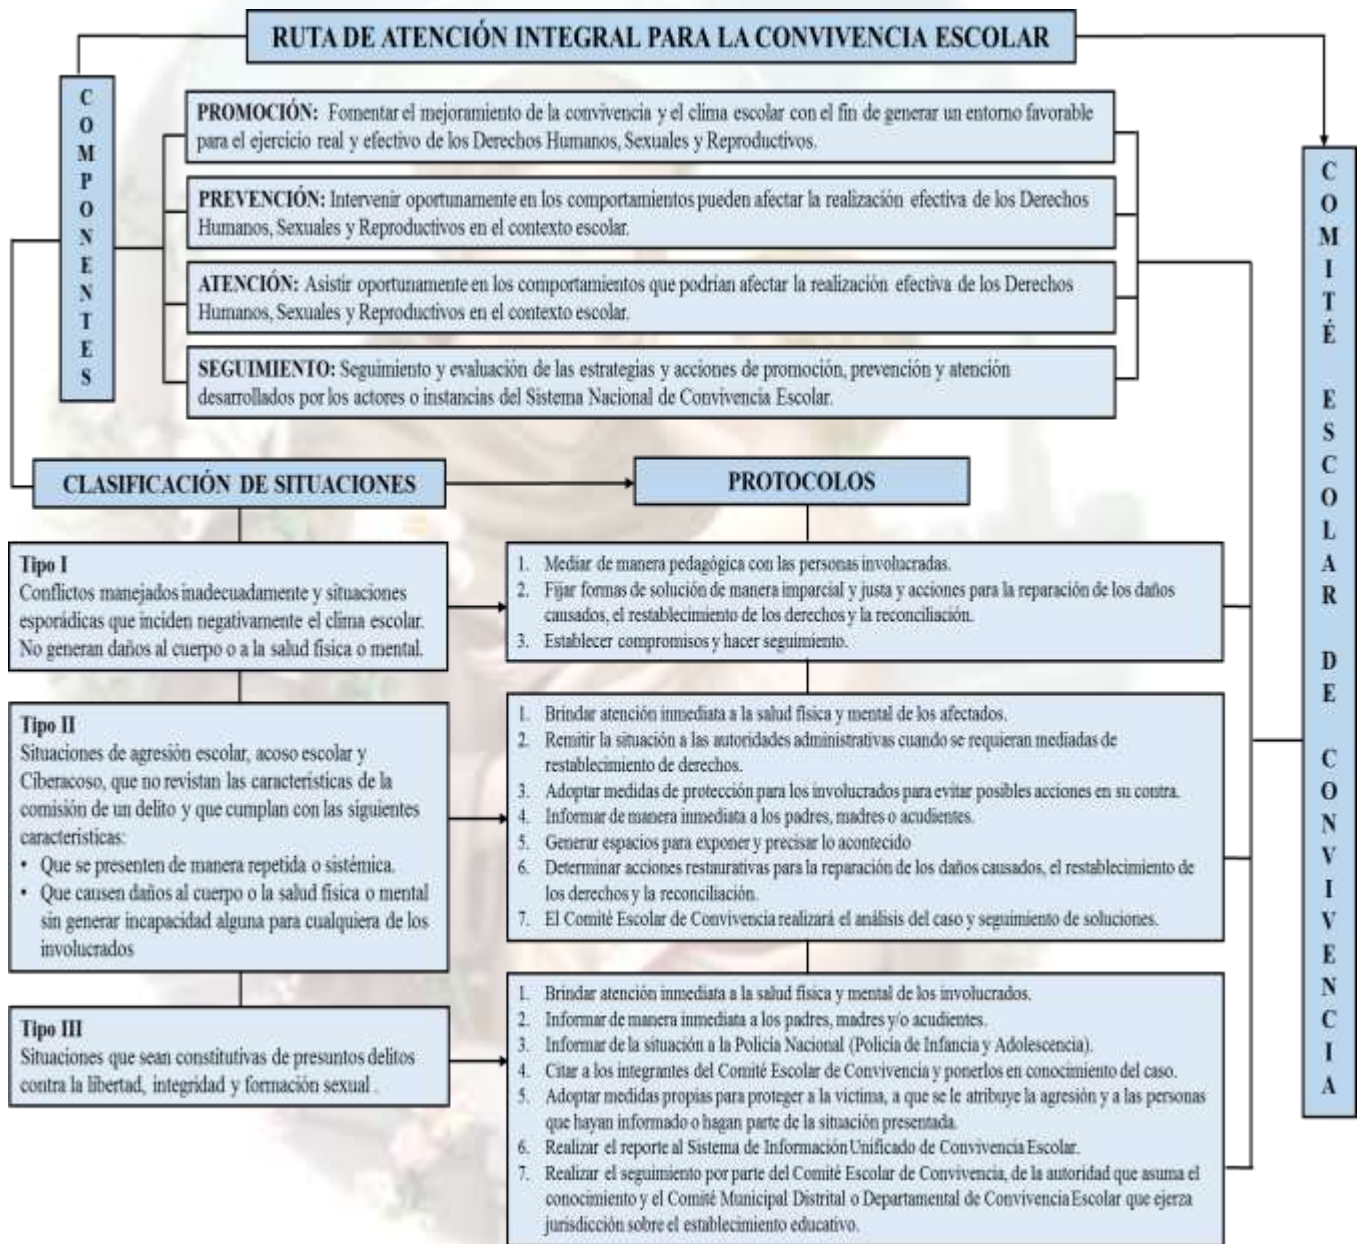 RUTA DE ATENCIÓN INTEGRAL PARA LA CONVIVENCIA ESCOLAR
COMPONENTES
PROMOCIÓN: Fomentar el mejoramiento de la convivencia y el clima escolar con el fin de generar un entorno favorable
para el ejercicio real y efectivo de los Derechos Humanos, Sexuales y Reproductivos.
PREVENCIÓN: Intervenir oportunamente en los comportamientos pueden afectar la realización efectiva de los Derechos
Humanos, Sexuales y Reproductivos en el contexto escolar.
ATENCIÓN: Asistir oportunamente en los comportamientos que podrían afectar la realización efectiva de los Derechos
Humanos, Sexuales y Reproductivos en el contexto escolar.
SEGUIMIENTO: Seguimiento y evaluación de las estrategias y acciones de promoción, prevención y atención
desarrollados por los actores o instancias del Sistema Nacional de Convivencia Escolar.
COMITÉ ESCOLAR DE CONVIVENCIA
CLASIFICACIÓN DE SITUACIONES
PROTOCOLOS
Tipo I
Conflictos manejados inadecuadamente y situaciones
esporádicas que inciden negativamente el clima escolar.
No generan daños al cuerpo o a la salud física o mental.
1. Mediar de manera pedagógica con las personas involucradas.
2. Fijar formas de solución de manera imparcial y justa y acciones para la reparación de los daños
causados, el restablecimiento de los derechos y la reconciliación.
3. Establecer compromisos y hacer seguimiento.
Tipo II
Situaciones de agresión escolar, acoso escolar y
Ciberacoso, que no revistan las características de la
comisión de un delito y que cumplan con las siguientes
características:
• Que se presenten de manera repetida o sistémica.
• Que causen daños al cuerpo o la salud física o mental
sin generar incapacidad alguna para cualquiera de los
involucrados
1. Brindar atención inmediata a la salud física y mental de los afectados.
2. Remitir la situación a las autoridades administrativas cuando se requieran mediadas de
restablecimiento de derechos.
3. Adoptar medidas de protección para los involucrados para evitar posibles acciones en su contra.
4. Informar de manera inmediata a los padres, madres o acudientes.
5. Generar espacios para exponer y precisar lo acontecido
6. Determinar acciones restaurativas para la reparación de los daños causados, el restablecimiento de
los derechos y la reconciliación.
7. El Comité Escolar de Convivencia realizará el análisis del caso y seguimiento de soluciones.
Tipo III
Situaciones que sean constitutivas de presuntos delitos
contra la libertad, integridad y formación sexual .
1. Brindar atención inmediata a la salud física y mental de los involucrados.
2. Informar de manera inmediata a los padres, madres y/o acudientes.
3. Informar de la situación a la Policía Nacional (Policía de Infancia y Adolescencia).
4. Citar a los integrantes del Comité Escolar de Convivencia y ponerlos en conocimiento del caso.
5. Adoptar medidas propias para proteger a la víctima, a que se le atribuye la agresión y a las personas
que hayan informado o hagan parte de la situación presentada.
6. Realizar el reporte al Sistema de Información Unificado de Convivencia Escolar.
7. Realizar el seguimiento por parte del Comité Escolar de Convivencia, de la autoridad que asuma el
conocimiento y el Comité Municipal Distrital o Departamental de Convivencia Escolar que ejerza
jurisdicción sobre el establecimiento educativo.